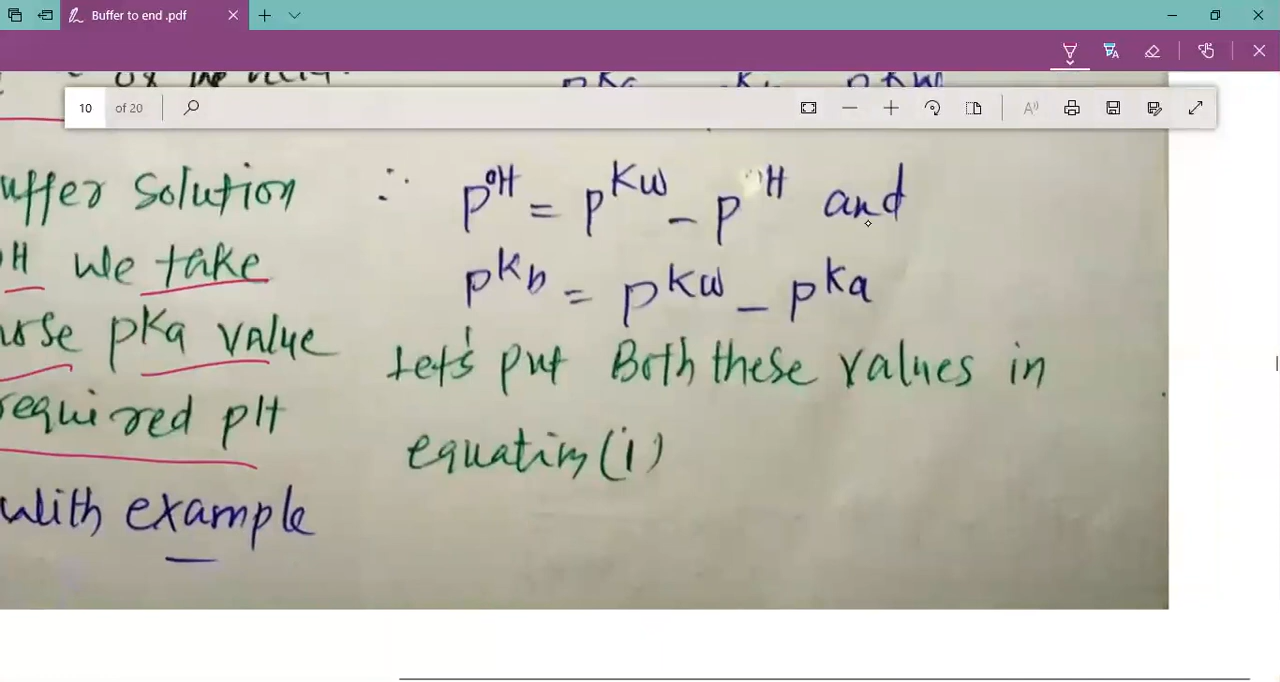 Buffer to end .pdf
10 of 20
uffer Solution
H we take
pKa value
required pH
with example
∴ pOH = pKw - pH and
pKb = pKw - pKa
Let's put Both these values in
equation (i)